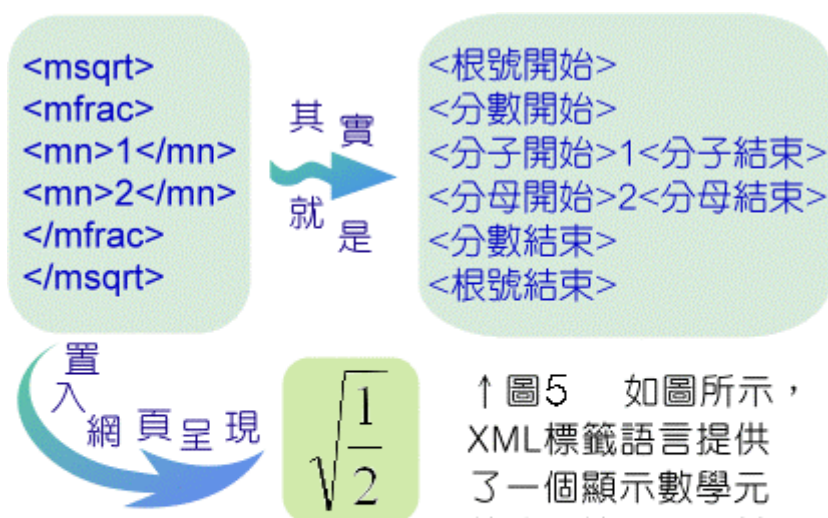 <msqrt>
<mfrac>
<mn>1</mn>
<mn>2</mn>
</mfrac>
</msqrt>
其實
就是
<根號開始>
<分數開始>
<分子開始>1<分子結束>
<分母開始>2<分母結束>
<分數結束>
<根號結束>
置入網頁呈現
√
1
2
↑圖5 如圖所示，
XML標籤語言提供
了一個顯示數學元